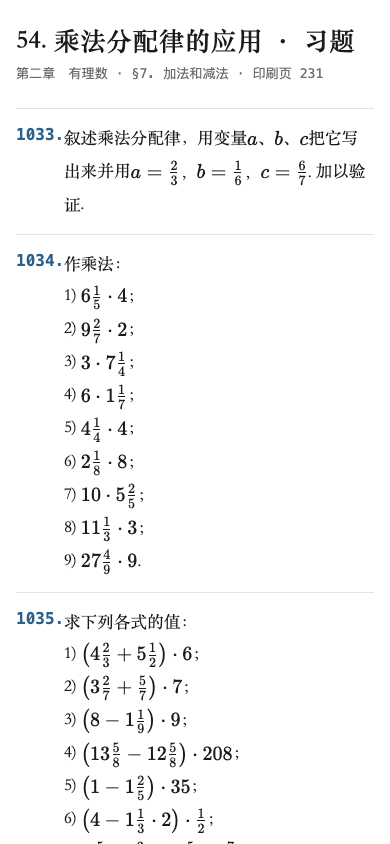 54. 乘法分配律的应用 · 习题
第二章 有理数 · §7. 加法和减法 · 印刷页 231
1033. 叙述乘法分配律，用变量a、b、c把它写
出来并用a = 2/3, b = 1/6, c = 6/7. 加以验
证.
1034. 作乘法：
1) 6 1/5 · 4;
2) 9 2/7 · 2;
3) 3 · 7 1/4;
4) 6 · 1 1/7;
5) 4 1/4 · 4;
6) 2 1/8 · 8;
7) 10 · 5 2/5;
8) 11 1/3 · 3;
9) 27 4/9 · 9.
1035. 求下列各式的值：
1) (4 2/3 + 5 1/2) · 6;
2) (3 2/7 + 5/7) · 7;
3) (8 − 1 1/9) · 9;
4) (13 5/8 − 12 5/8) · 208;
5) (1 − 1 2/5) · 35;
6) (4 − 1 1/3 · 2) · 1/2;